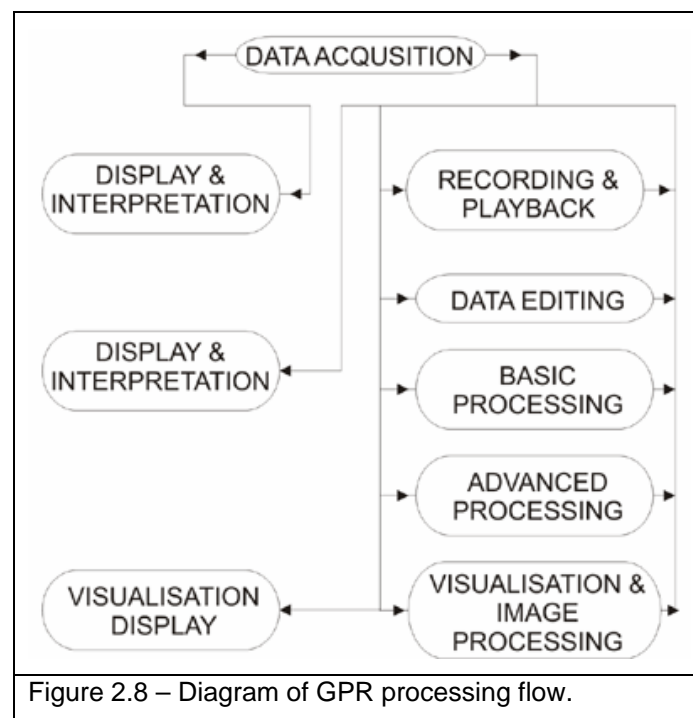 DATA ACQUSITION
DISPLAY &
INTERPRETATION
RECORDING &
PLAYBACK
DATA EDITING
DISPLAY &
INTERPRETATION
BASIC
PROCESSING
ADVANCED
PROCESSING
VISUALISATION
DISPLAY
VISUALISATION &
IMAGE
PROCESSING
Figure 2.8 – Diagram of GPR processing flow.